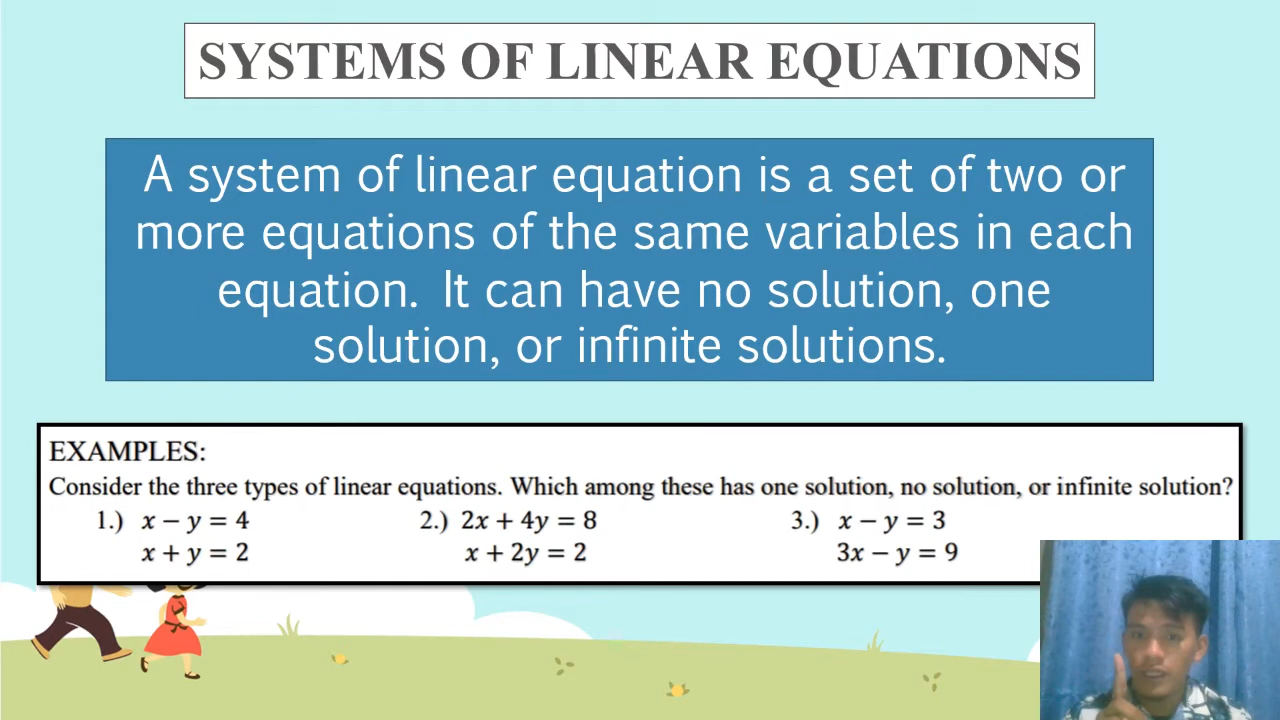 SYSTEMS OF LINEAR EQUATIONS
A system of linear equation is a set of two or
more equations of the same variables in each
equation. It can have no solution, one
solution, or infinite solutions.
EXAMPLES:
Consider the three types of linear equations. Which among these has one solution, no solution, or infinite solution?
1.) x − y = 4 2.) 2x + 4y = 8 3.) x − y = 3
x + y = 2 x + 2y = 2 3x − y = 9